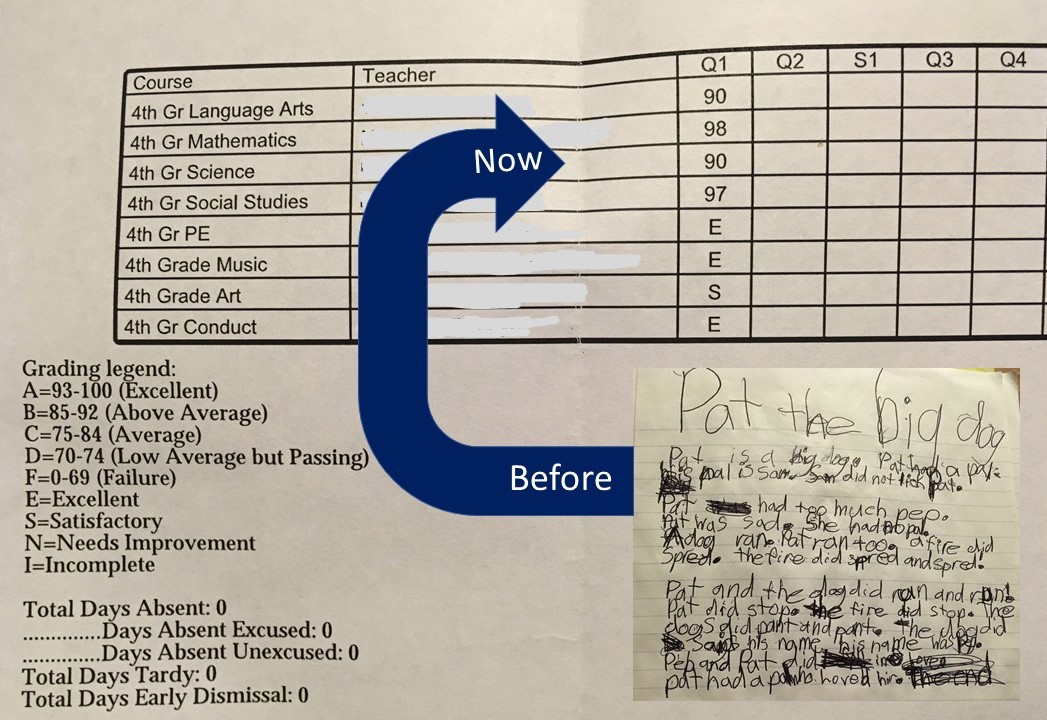 Course Teacher Q1 Q2 S1 Q3 Q4
4th Gr Language Arts 90
4th Gr Mathematics 98
4th Gr Science 90
4th Gr Social Studies 97
4th Gr PE E
4th Grade Music E
4th Grade Art S
4th Gr Conduct E
Now
Before
Grading legend:
A=93-100 (Excellent)
B=85-92 (Above Average)
C=75-84 (Average)
D=70-74 (Low Average but Passing)
F=0-69 (Failure)
E=Excellent
S=Satisfactory
N=Needs Improvement
I=Incomplete
Total Days Absent: 0
..............Days Absent Excused: 0
..............Days Absent Unexcused: 0
Total Days Tardy: 0
Total Days Early Dismissal: 0
Pat the big dog
Pat is a big dog. Pat had a pal.
his pal is Sam. Sam did not lick pat.
Pat had too much pep.
Pat was sad. She had no pal.
A dog ran. Pat ran too. a fire did
Spred. the fire did spred and spred!
Pat and the dog did run and run!
Pat did stop. the fire did stop. The
dogs did pant and pant. the dog did
his name. his name was
Pep and Pat did in
pat had a pal who loved him. The end